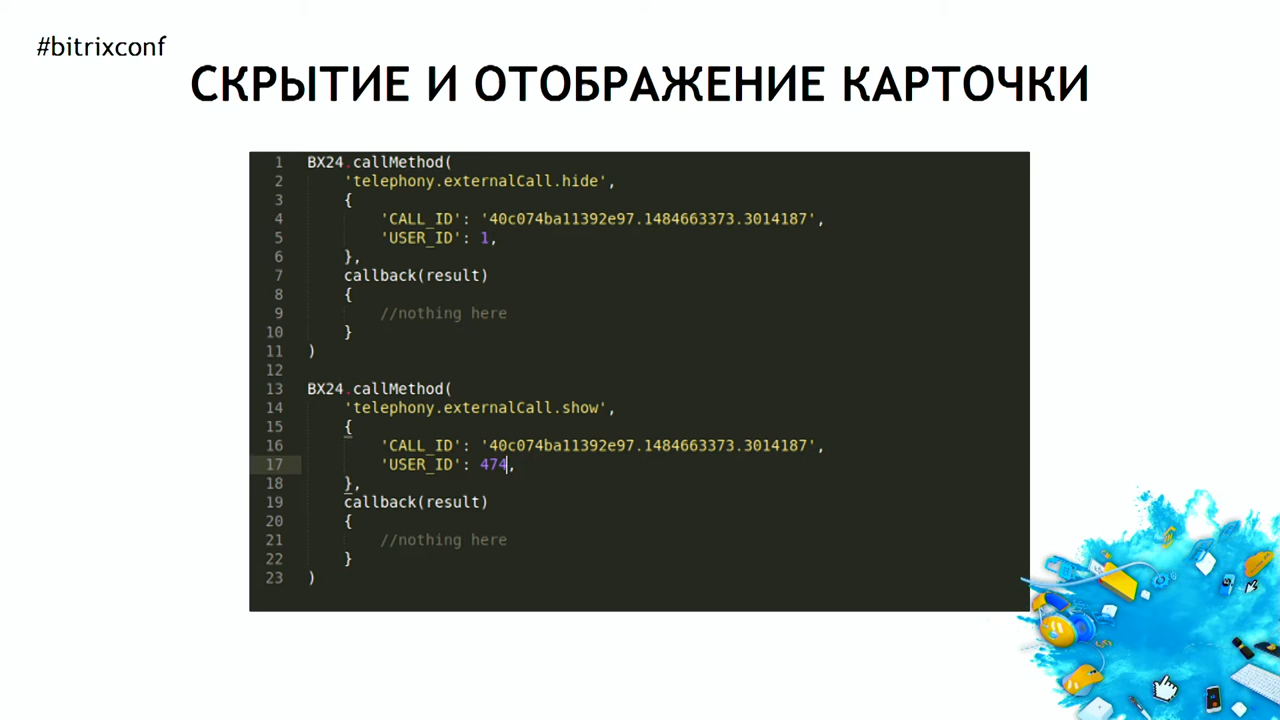 #bitrixconf
СКРЫТИЕ И ОТОБРАЖЕНИЕ КАРТОЧКИ
1 BX24.callMethod(
2 'telephony.externalCall.hide',
3 {
4 'CALL_ID': '40c074ba11392e97.1484663373.3014187',
5 'USER_ID': 1,
6 },
7 callback(result)
8 {
9 //nothing here
10 }
11 )
12
13 BX24.callMethod(
14 'telephony.externalCall.show',
15 {
16 'CALL_ID': '40c074ba11392e97.1484663373.3014187',
17 'USER_ID': 474,
18 },
19 callback(result)
20 {
21 //nothing here
22 }
23 )